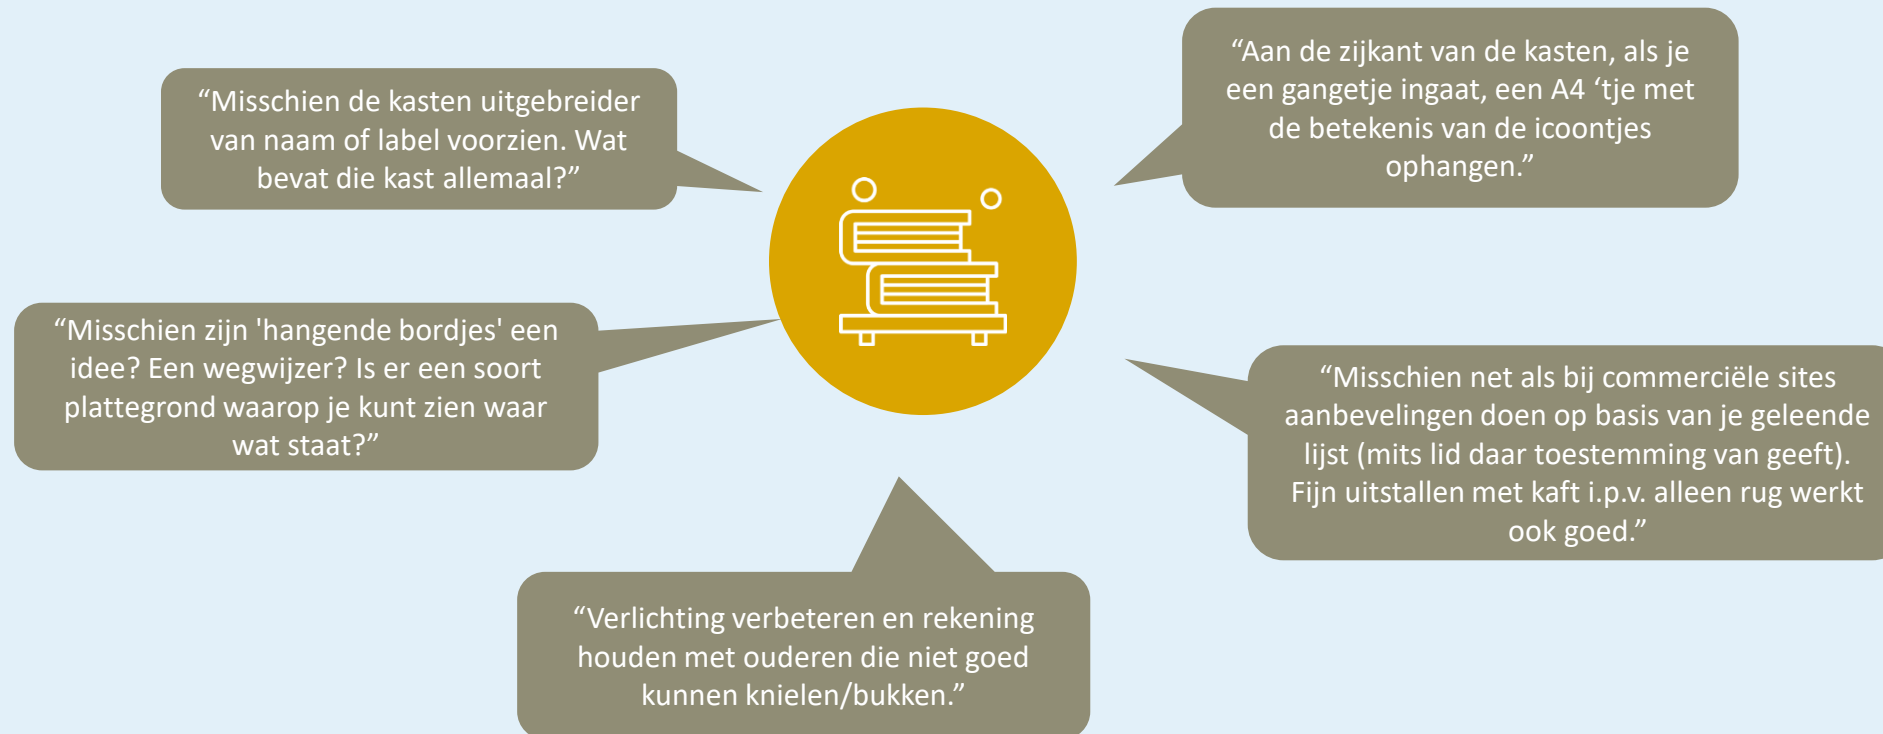 “Misschien de kasten uitgebreider
van naam of label voorzien. Wat
bevat die kast allemaal?”
“Aan de zijkant van de kasten, als je
een gangetje ingaat, een A4 ‘tje met
de betekenis van de icoontjes
ophangen.”
“Misschien zijn 'hangende bordjes' een
idee? Een wegwijzer? Is er een soort
plattegrond waarop je kunt zien waar
wat staat?”
“Misschien net als bij commerciële sites
aanbevelingen doen op basis van je geleende
lijst (mits lid daar toestemming van geeft).
Fijn uitstallen met kaft i.p.v. alleen rug werkt
ook goed.”
“Verlichting verbeteren en rekening
houden met ouderen die niet goed
kunnen knielen/bukken.”